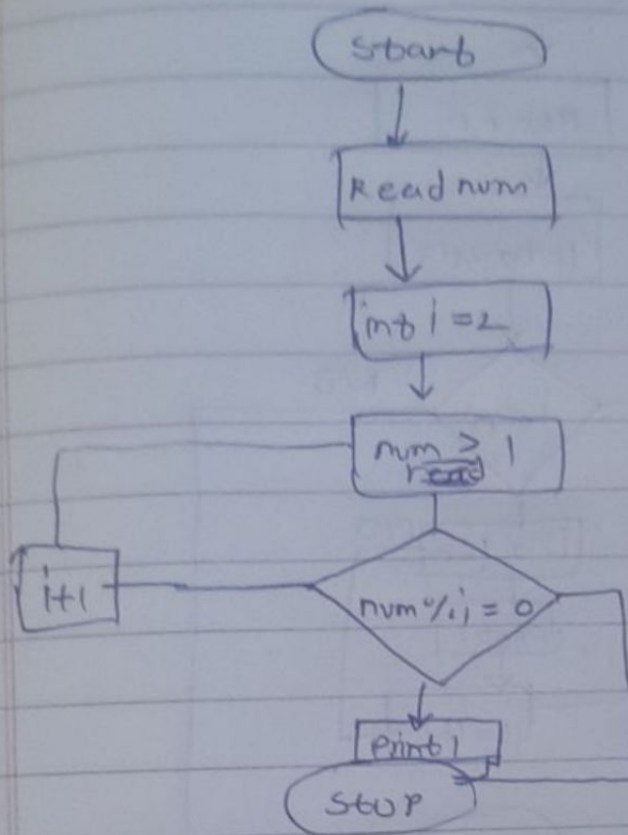 Start
Read num
int i = 2
num > 1
i+1
num % i = 0
print i
Stop